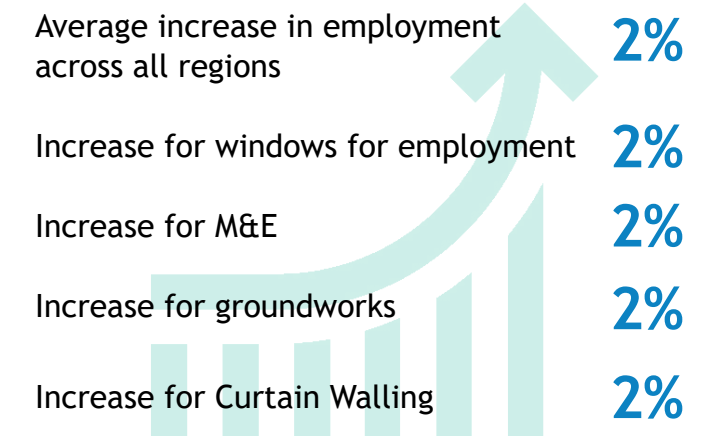 Average increase in employment
across all regions
2%
Increase for windows for employment 2%
Increase for M&E 2%
Increase for groundworks 2%
Increase for Curtain Walling 2%